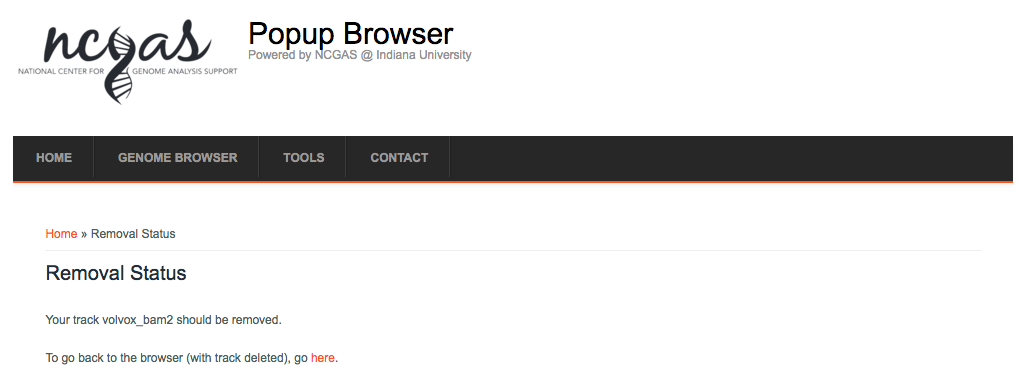 ncgas
NATIONAL CENTER FOR GENOME ANALYSIS SUPPORT
Popup Browser
Powered by NCGAS @ Indiana University
HOME GENOME BROWSER TOOLS CONTACT
Home » Removal Status
Removal Status
Your track volvox_bam2 should be removed.
To go back to the browser (with track deleted), go here.